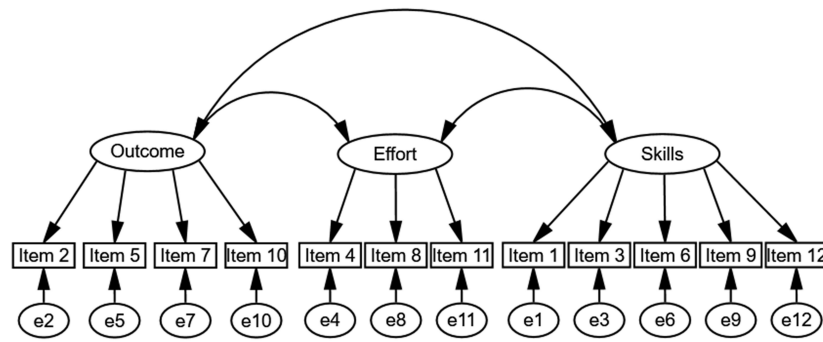 Outcome Effort Skills
Item 2 Item 5 Item 7 Item 10 Item 4 Item 8 Item 11 Item 1 Item 3 Item 6 Item 9 Item 12
e2 e5 e7 e10 e4 e8 e11 e1 e3 e6 e9 e12